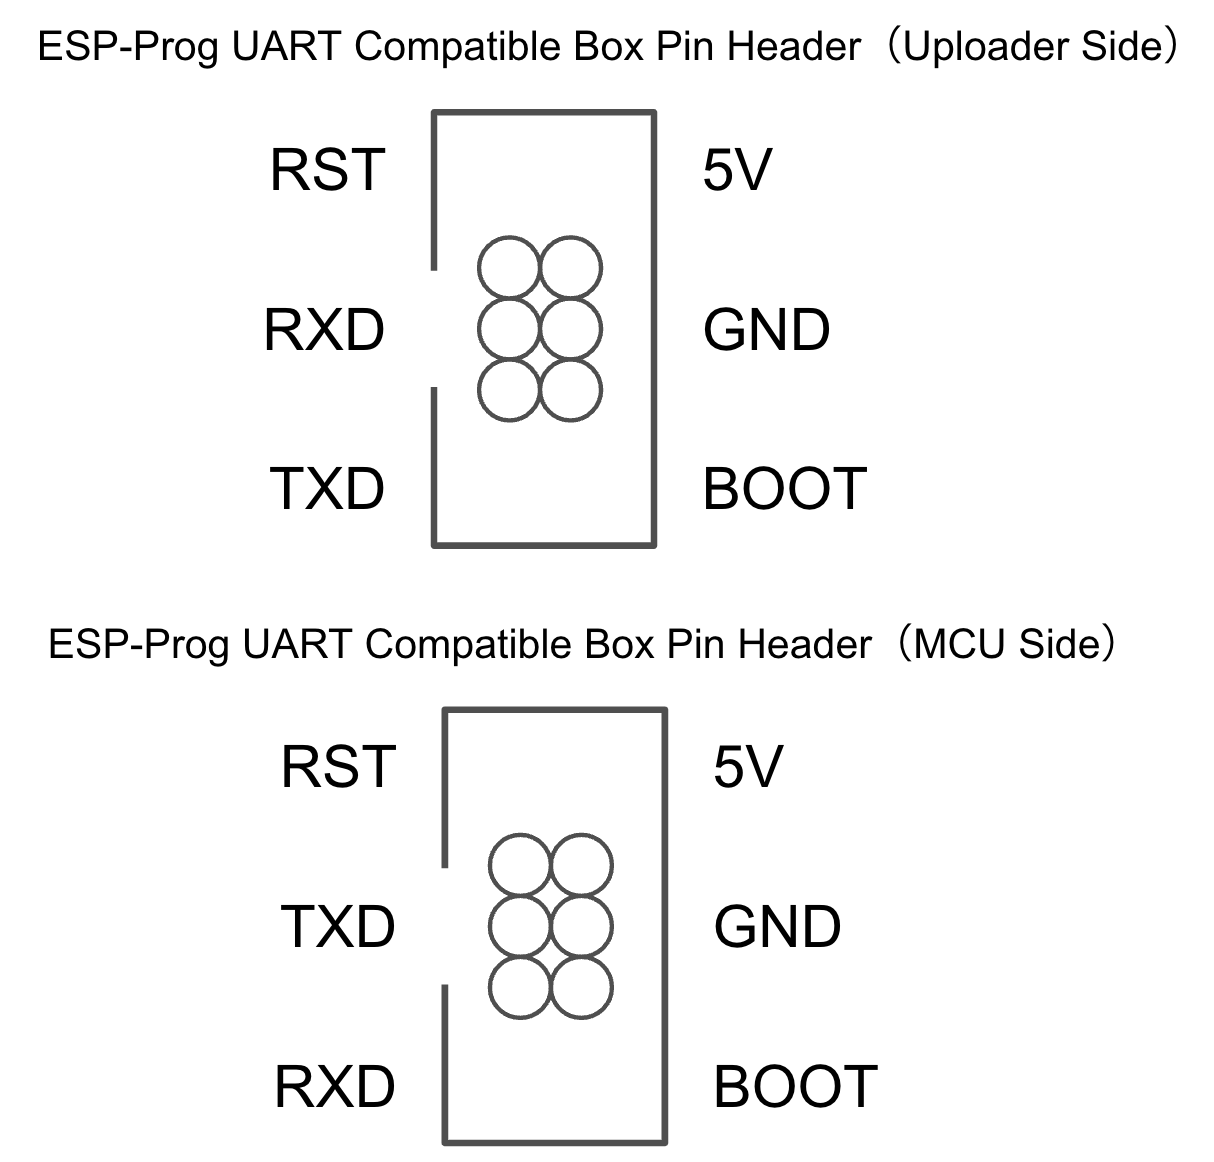 ESP-Prog UART Compatible Box Pin Header（Uploader Side）
RST 5V
RXD GND
TXD BOOT
ESP-Prog UART Compatible Box Pin Header（MCU Side）
RST 5V
TXD GND
RXD BOOT